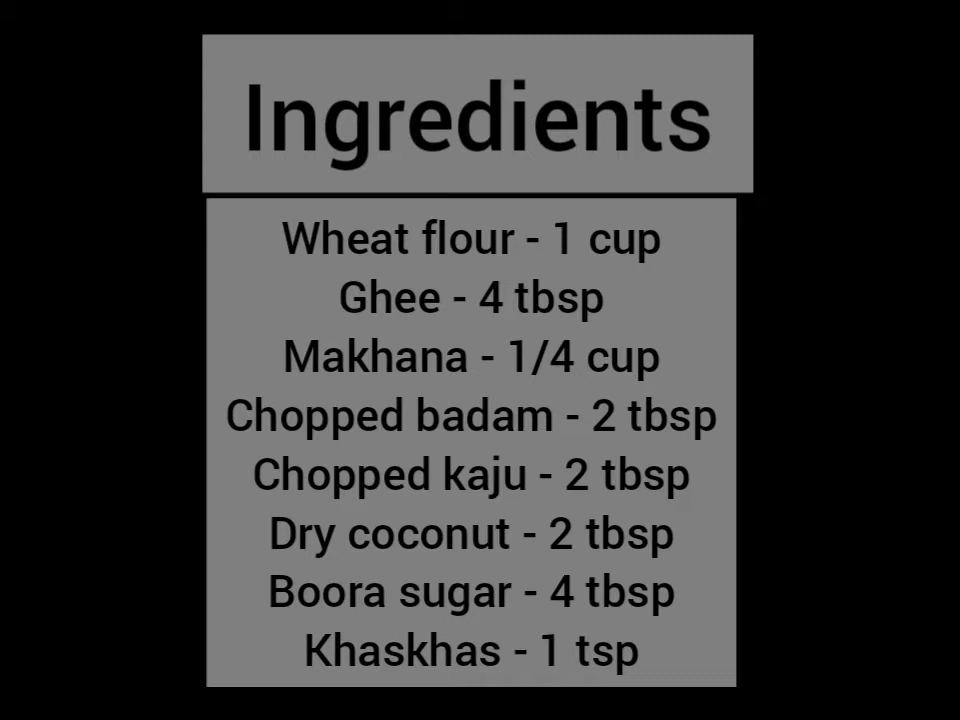 Ingredients
Wheat flour - 1 cup
Ghee - 4 tbsp
Makhana - 1/4 cup
Chopped badam - 2 tbsp
Chopped kaju - 2 tbsp
Dry coconut - 2 tbsp
Boora sugar - 4 tbsp
Khaskhas - 1 tsp